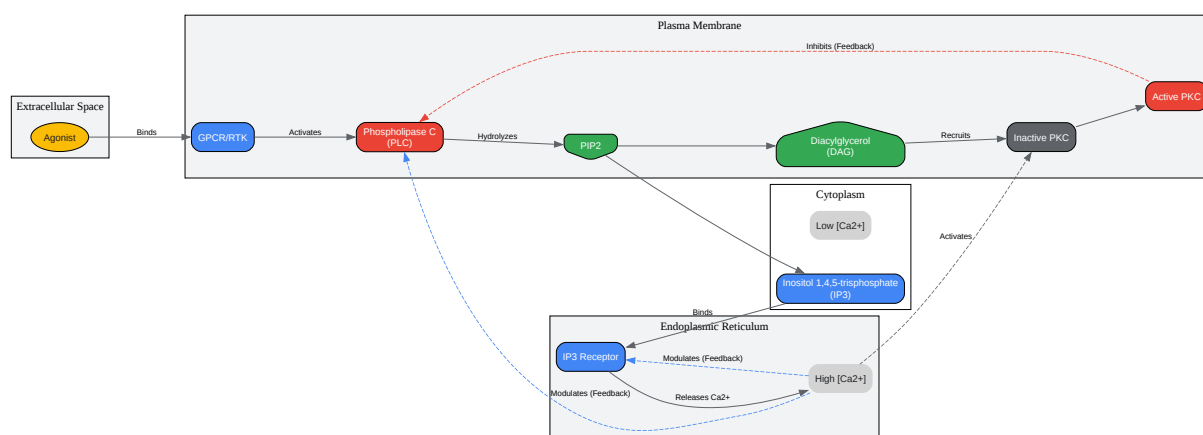 Plasma Membrane
Inhibits (Feedback)
Active PKC
Extracellular Space
Agonist
Binds
GPCR/RTK
Activates
Phospholipase C
(PLC)
Hydrolyzes
PIP2
Diacylglycerol
(DAG)
Recruits
Inactive PKC
Cytoplasm
Low [Ca2+]
Activates
Inositol 1,4,5-trisphosphate
(IP3)
Binds
Endoplasmic Reticulum
IP3 Receptor
Modulates (Feedback)
High [Ca2+]
Modulates (Feedback)
Releases Ca2+